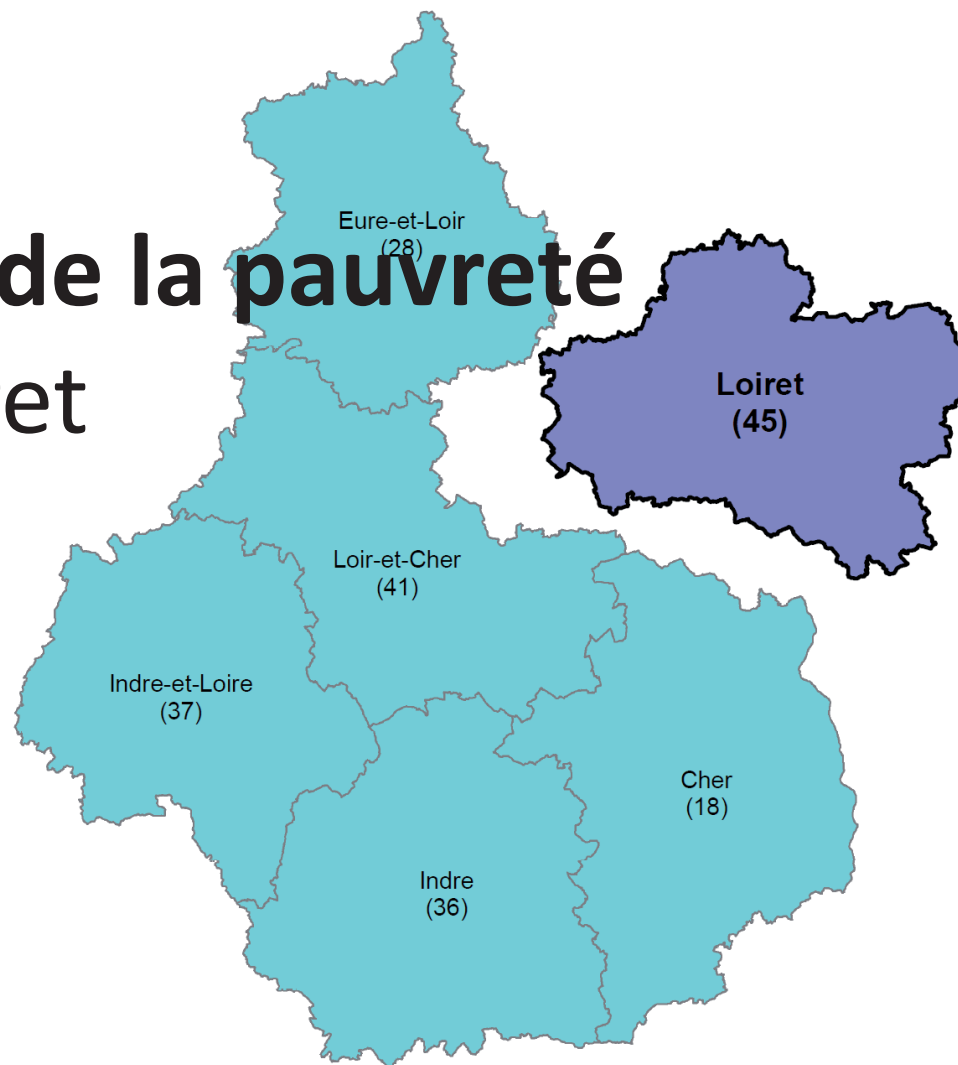 Eure-et-Loir
(28)
de la pauvreté
et
Loiret
(45)
Loir-et-Cher
(41)
Indre-et-Loire
(37)
Cher
(18)
Indre
(36)